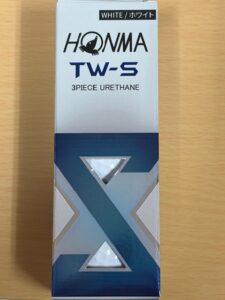 WHITE / ホワイト
HONMA
TW-S
3PIECE URETHANE